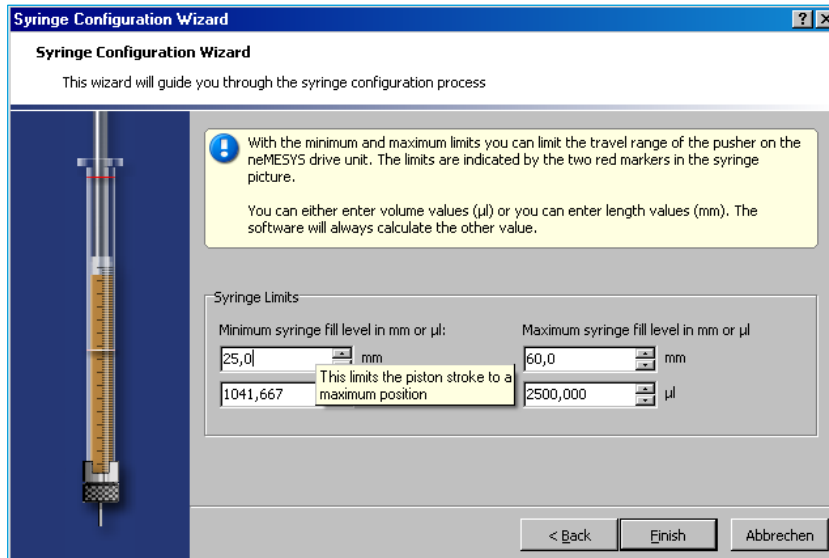 Syringe Configuration Wizard
Syringe Configuration Wizard
This wizard will guide you through the syringe configuration process
With the minimum and maximum limits you can limit the travel range of the pusher on the
neMESYS drive unit. The limits are indicated by the two red markers in the syringe
picture.
You can either enter volume values (µl) or you can enter length values (mm). The
software will always calculate the other value.
Syringe Limits
Minimum syringe fill level in mm or µl:
Maximum syringe fill level in mm or µl
25,0 mm
60,0 mm
This limits the piston stroke to a
maximum position
1041,667
2500,000 µl
< Back
Finish
Abbrechen